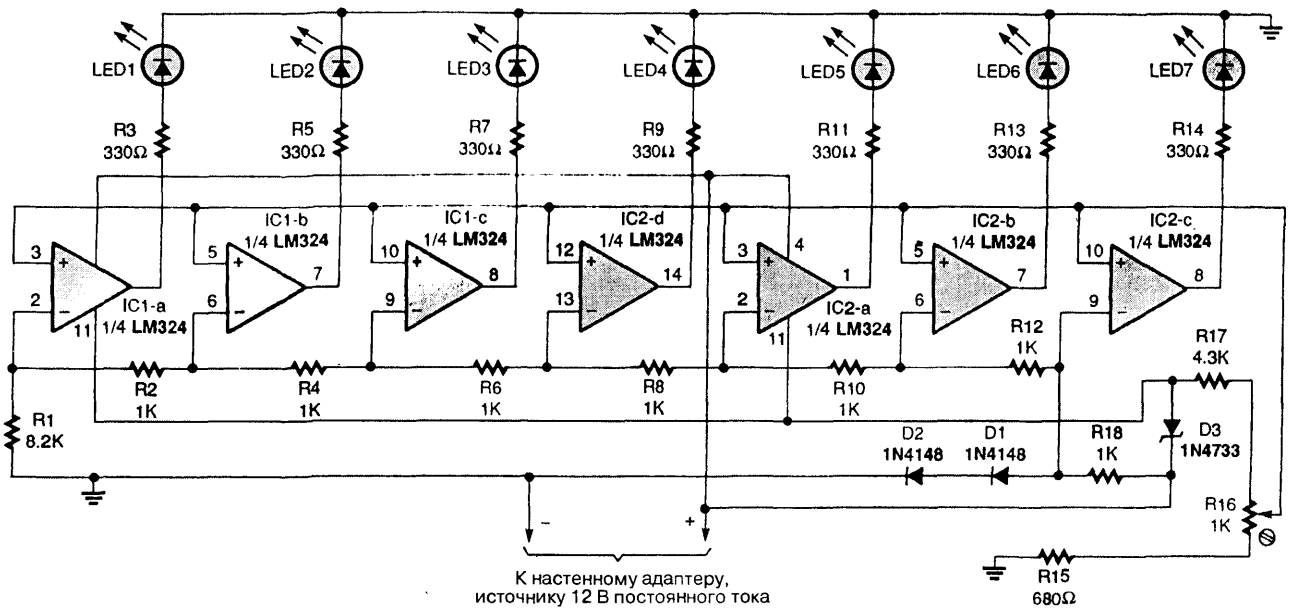 LED1
LED2
LED3
LED4
LED5
LED6
LED7
R3
330Ω
R5
330Ω
R7
330Ω
R9
330Ω
R11
330Ω
R13
330Ω
R14
330Ω
3
+
2
−
11
IC1-a
1/4 LM324
IC1-b
1/4 LM324
5
+
6
−
7
IC1-c
1/4 LM324
10
+
9
−
8
IC2-d
1/4 LM324
12
+
13
−
14
3
+
2
−
4
1
11
IC2-a
1/4 LM324
IC2-b
1/4 LM324
5
+
6
−
7
IC2-c
1/4 LM324
10
+
9
−
8
R12
1K
R17
4.3K
R2
1K
R4
1K
R6
1K
R8
1K
R10
1K
R1
8.2K
D2
1N4148
D1
1N4148
R18
1K
D3
1N4733
R16
1K
R15
680Ω
−
+
К настенному адаптеру,
источнику 12 В постоянного тока